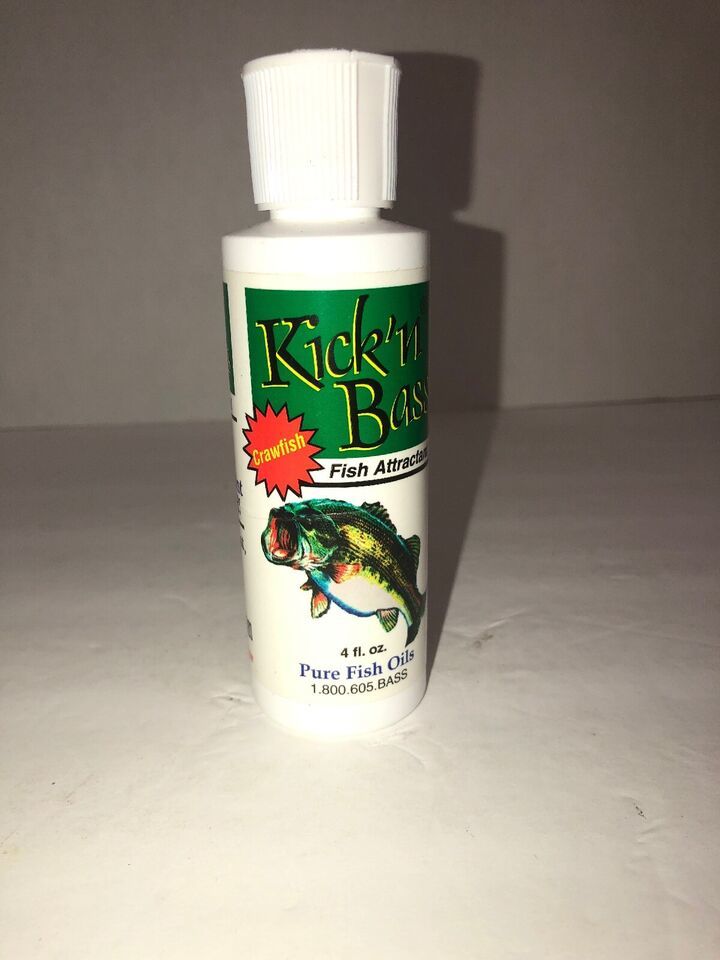 Kick'n
Bass
Crawfish
Fish Attractant
4 fl. oz.
Pure Fish Oils
1.800.605.BASS